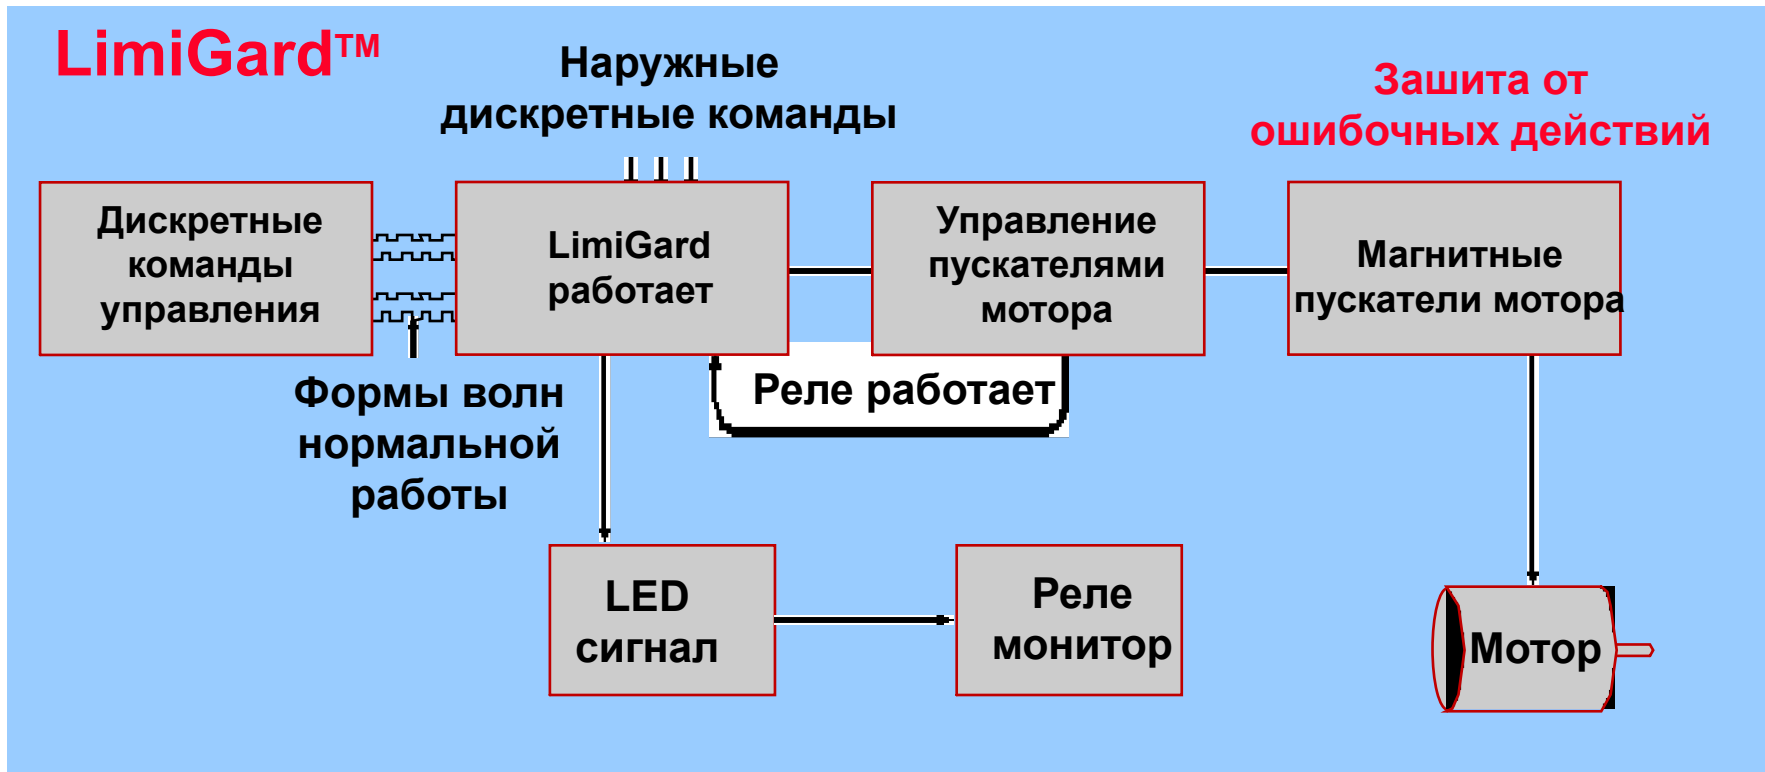 LimiGard™
Наружные
дискретные команды
Зашита от
ошибочных действий
Дискретные
команды
управления
LimiGard
работает
Управление
пускателями
мотора
Магнитные
пускатели мотора
Формы волн
нормальной
работы
Реле работает
LED
сигнал
Реле
монитор
Мотор